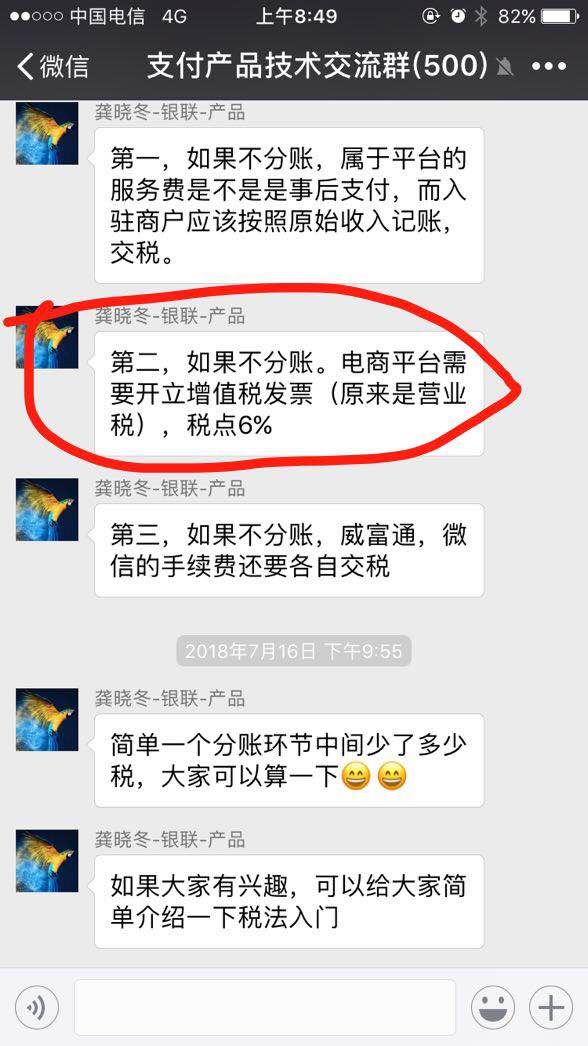 中国电信 4G 上午8:49 82%
微信 支付产品技术交流群(500)
龚晓冬-银联-产品
第一，如果不分账，属于平台的
服务费是不是是事后支付，而入
驻商户应该按照原始收入记账，
交税。
龚晓冬-银联-产品
第二，如果不分账。电商平台需
要开立增值税发票（原来是营业
税），税点6%
龚晓冬-银联-产品
第三，如果不分账，威富通，微
信的手续费还要各自交税
2018年7月16日 下午9:55
龚晓冬-银联-产品
简单一个分账环节中间少了多少
税，大家可以算一下😄😄
龚晓冬-银联-产品
如果大家有兴趣，可以给大家简
单介绍一下税法入门